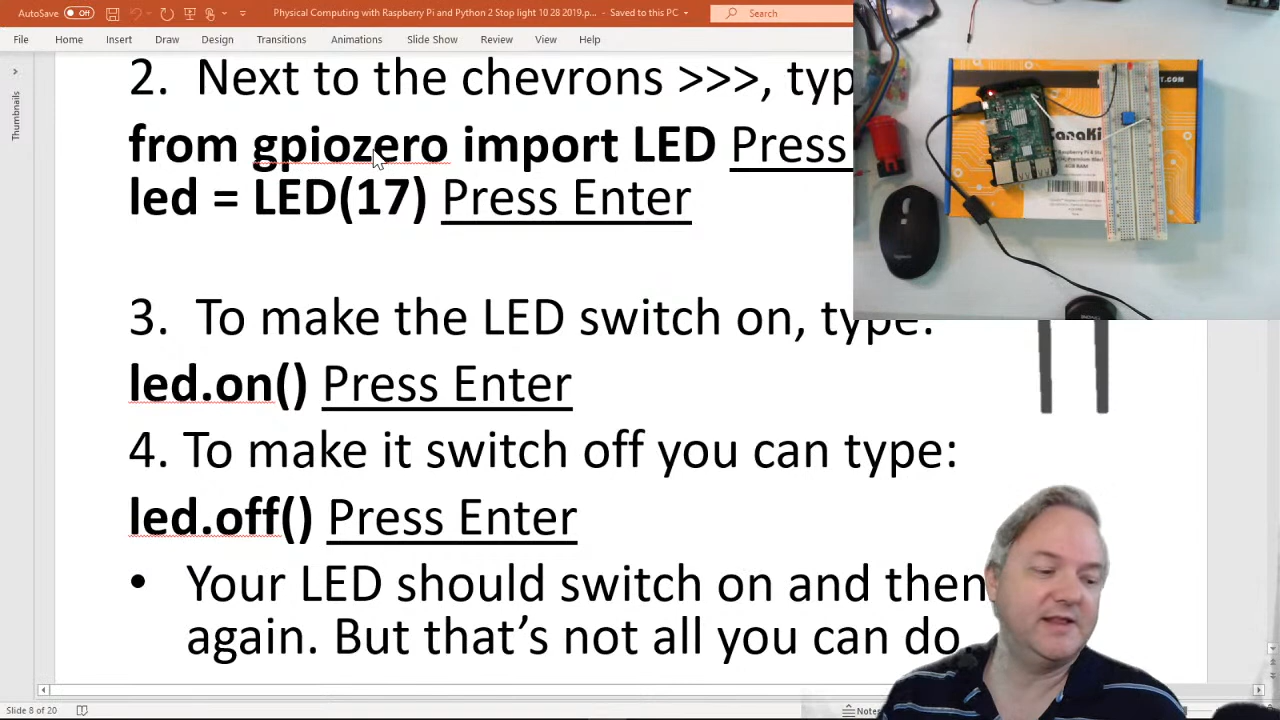 AutoSave Off
Physical Computing with Raspberry Pi and Python 2 Stop light 10 28 2019.p... - Saved to this PC
Search
File Home Insert Draw Design Transitions Animations Slide Show Review View Help
Thumbnails
2. Next to the chevrons >>>, typ
from gpiozero import LED Press
led = LED(17) Press Enter
3. To make the LED switch on, type:
led.on() Press Enter
4. To make it switch off you can type:
led.off() Press Enter
• Your LED should switch on and then
again. But that's not all you can do.
Slide 8 of 20
Notes